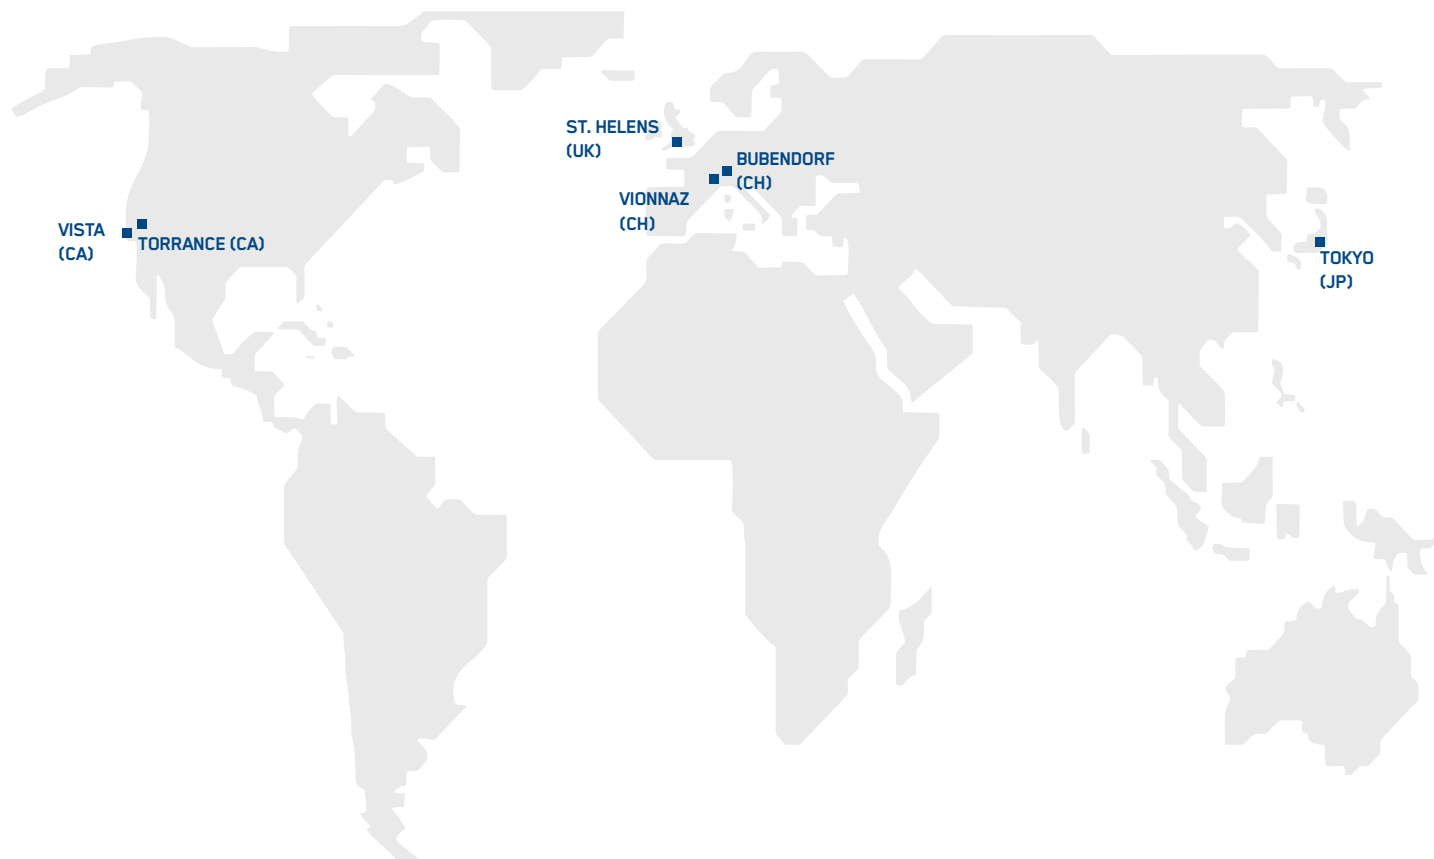 ST. HELENS
(UK)
BUBENDORF
(CH)
VIONNAZ
(CH)
VISTA
(CA)
TORRANCE (CA)
TOKYO
(JP)